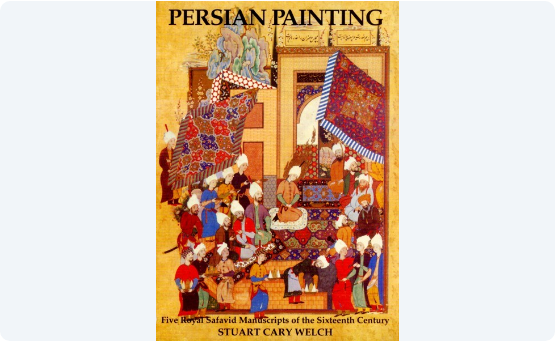 PERSIAN PAINTING
Five Royal Safavid Manuscripts of the Sixteenth Century
STUART CARY WELCH